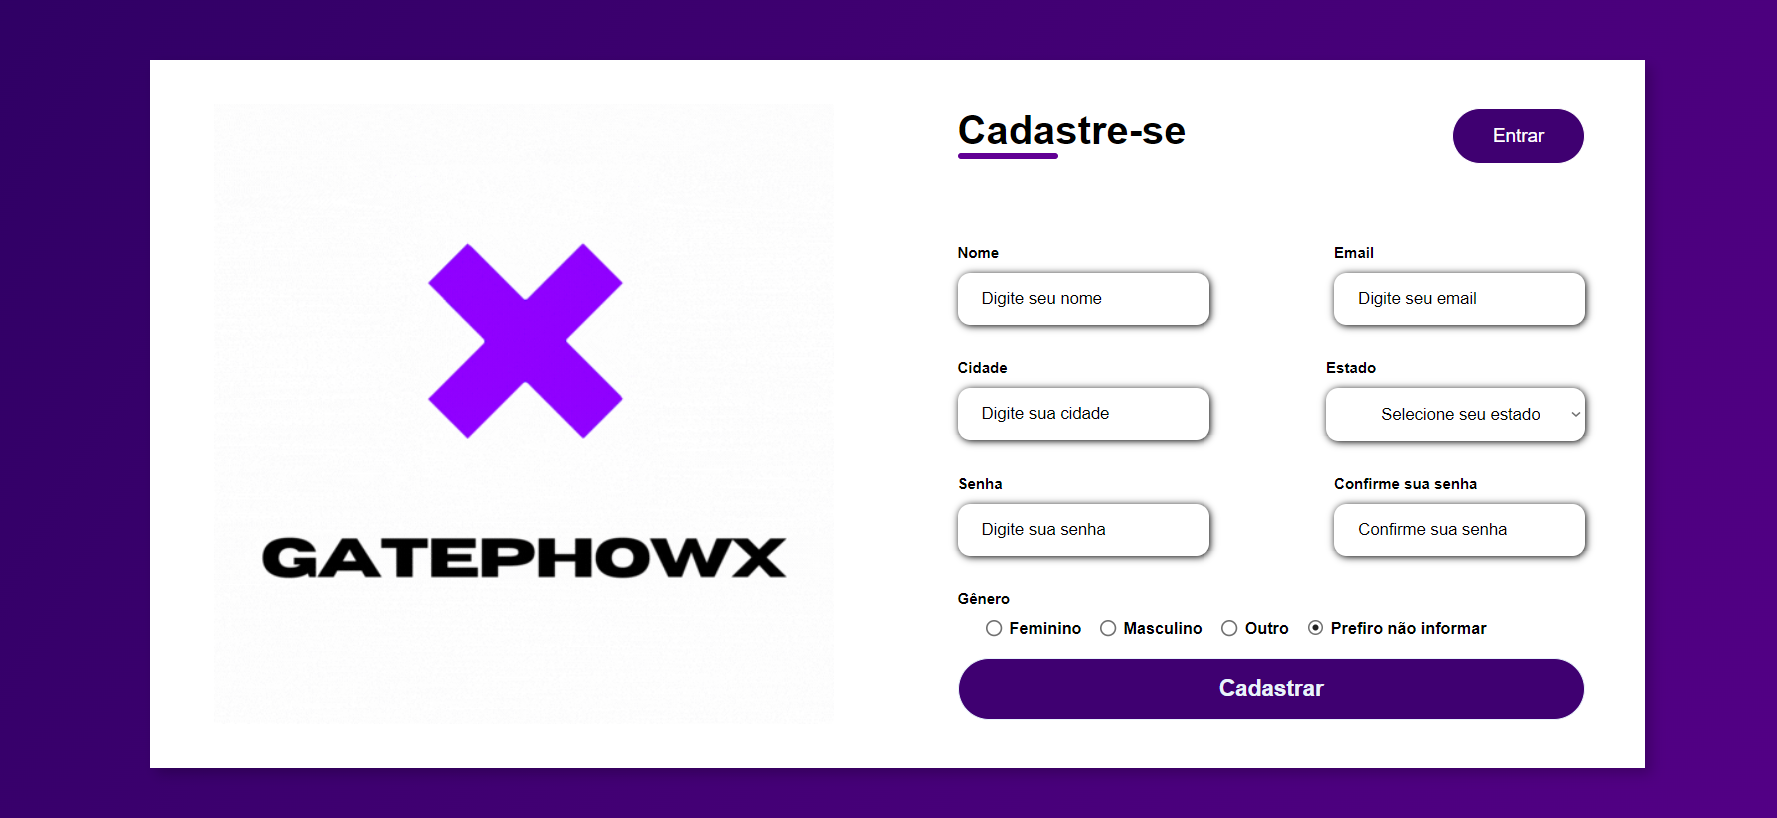 GATEPHOWX
Cadastre-se
Entrar
Nome
Email
Digite seu nome
Digite seu email
Cidade
Estado
Digite sua cidade
Selecione seu estado
Senha
Confirme sua senha
Digite sua senha
Confirme sua senha
Gênero
Feminino Masculino Outro Prefiro não informar
Cadastrar